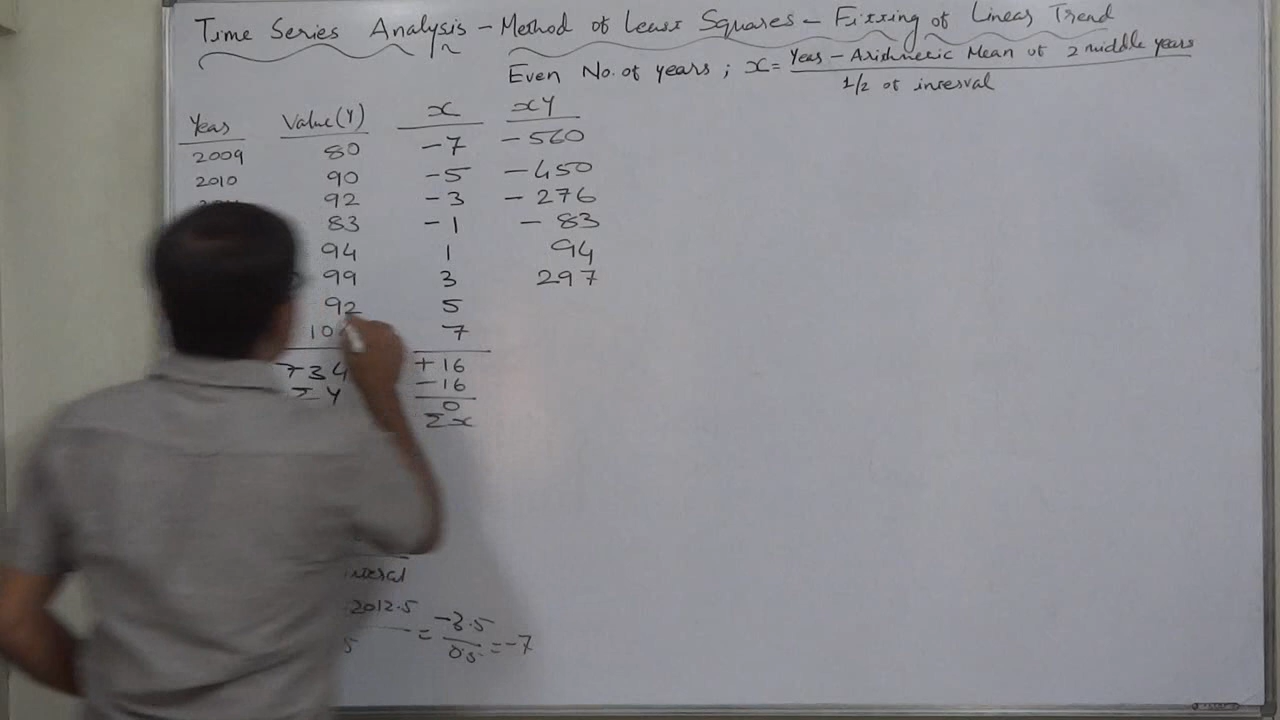 Time Series Analysis - Method of Least Squares - Fitting of Linear Trend
Even No. of years ; x = Year - Arithmetic Mean of 2 middle years
1/2 of interval
Year Value(Y) x xY
2009 80 -7 -560
2010 90 -5 -450
92 -3 -276
83 -1 -83
94 1 94
99 3 297
92 5
7
734 +16
ΣY -16
0
Σx
interval
2012.5 = -3.5 = -7
5 0.5